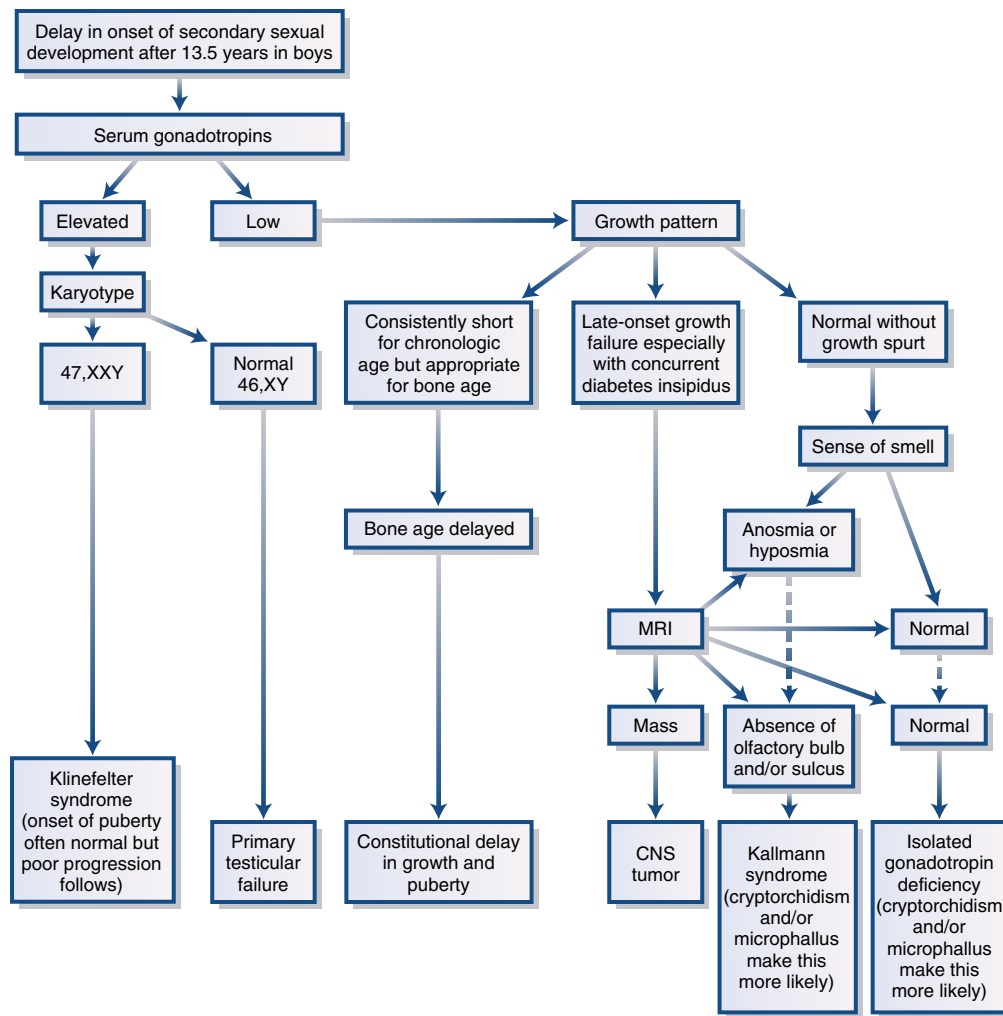 Delay in onset of secondary sexual
development after 13.5 years in boys
Serum gonadotropins
Elevated
Low
Growth pattern
Karyotype
47,XXY
Normal
46,XY
Consistently short
for chronologic
age but appropriate
for bone age
Late-onset growth
failure especially
with concurrent
diabetes insipidus
Normal without
growth spurt
Sense of smell
Bone age delayed
Anosmia or
hyposmia
MRI
Normal
Mass
Absence of
olfactory bulb
and/or sulcus
Normal
Klinefelter
syndrome
(onset of puberty
often normal but
poor progression
follows)
Primary
testicular
failure
Constitutional delay
in growth and
puberty
CNS
tumor
Kallmann
syndrome
(cryptorchidism
and/or
microphallus
make this
more likely)
Isolated
gonadotropin
deficiency
(cryptorchidism
and/or
microphallus
make this
more likely)